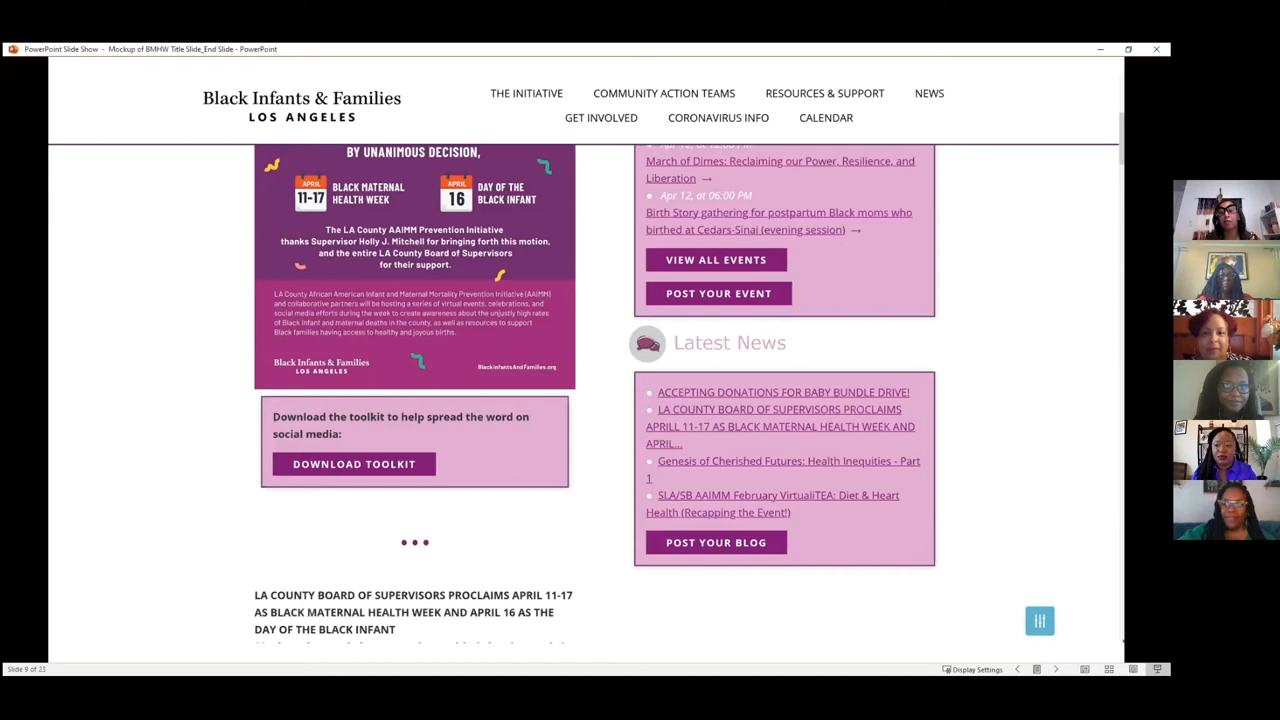 PowerPoint Slide Show - Mockup of BMHW Title Slide_End Slide - PowerPoint
Black Infants & Families
LOS ANGELES
THE INITIATIVE
COMMUNITY ACTION TEAMS
RESOURCES & SUPPORT
NEWS
GET INVOLVED
CORONAVIRUS INFO
CALENDAR
BY UNANIMOUS DECISION,
APRIL
11-17
BLACK MATERNAL
HEALTH WEEK
APRIL
16
DAY OF THE
BLACK INFANT
The LA County AAIMM Prevention Initiative
thanks Supervisor Holly J. Mitchell for bringing forth this motion,
and the entire LA County Board of Supervisors
for their support.
LA County African American Infant and Maternal Mortality Prevention Initiative (AAIMM)
and collaborative partners will be hosting a series of virtual events, celebrations, and
social media efforts during the week to create awareness about the unjustly high rates
of Black infant and maternal deaths in the county, as well as resources to support
Black families having access to healthy and joyous births.
Black Infants & Families
LOS ANGELES
BlackInfantsAndFamilies.org
Download the toolkit to help spread the word on
social media:
DOWNLOAD TOOLKIT
LA COUNTY BOARD OF SUPERVISORS PROCLAIMS APRIL 11-17
AS BLACK MATERNAL HEALTH WEEK AND APRIL 16 AS THE
DAY OF THE BLACK INFANT
Apr 12, at 12:00 PM
March of Dimes: Reclaiming our Power, Resilience, and
Liberation →
Apr 12, at 06:00 PM
Birth Story gathering for postpartum Black moms who
birthed at Cedars-Sinai (evening session) →
VIEW ALL EVENTS
POST YOUR EVENT
Latest News
ACCEPTING DONATIONS FOR BABY BUNDLE DRIVE!
LA COUNTY BOARD OF SUPERVISORS PROCLAIMS
APRILL 11-17 AS BLACK MATERNAL HEALTH WEEK AND
APRIL...
Genesis of Cherished Futures: Health Inequities - Part
1
SLA/SB AAIMM February VirtualiTEA: Diet & Heart
Health (Recapping the Event!)
POST YOUR BLOG
Slide 9 of 23
Display Settings